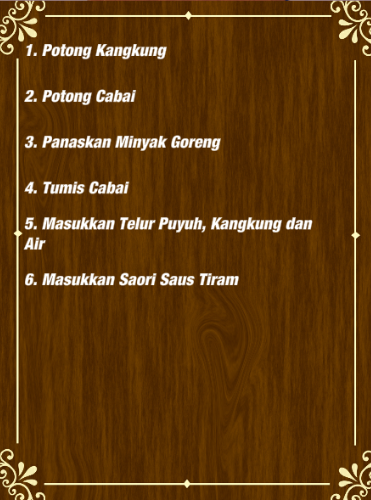 1. Potong Kangkung
2. Potong Cabai
3. Panaskan Minyak Goreng
4. Tumis Cabai
5. Masukkan Telur Puyuh, Kangkung dan
Air
6. Masukkan Saori Saus Tiram